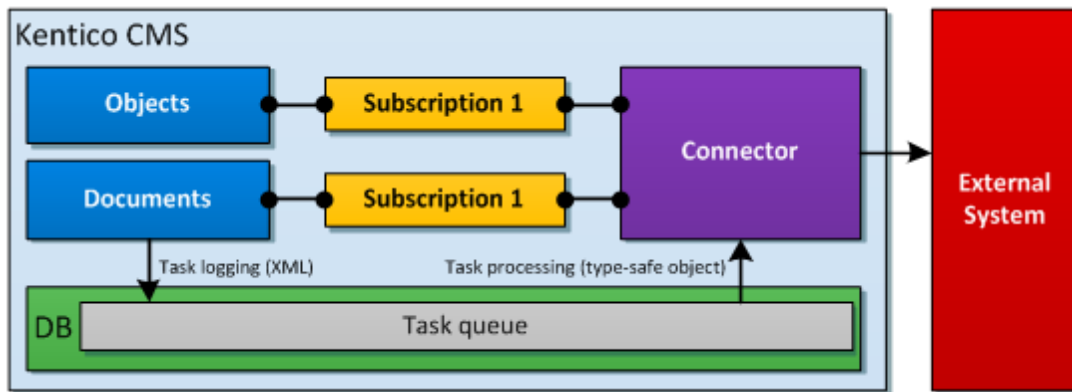 Kentico CMS
Objects
Subscription 1
Connector
Documents
Subscription 1
External
System
Task logging (XML)
Task processing (type-safe object)
DB
Task queue